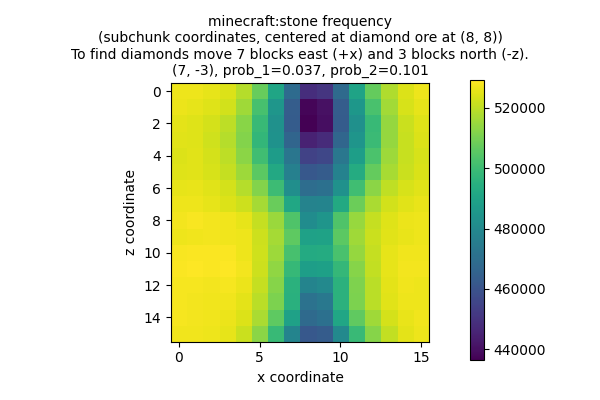 minecraft:stone frequency
(subchunk coordinates, centered at diamond ore at (8, 8))
To find diamonds move 7 blocks east (+x) and 3 blocks north (-z).
(7, -3), prob_1=0.037, prob_2=0.101
0
2
4
6
8
10
12
14
z coordinate
0
5
10
15
x coordinate
520000
500000
480000
460000
440000